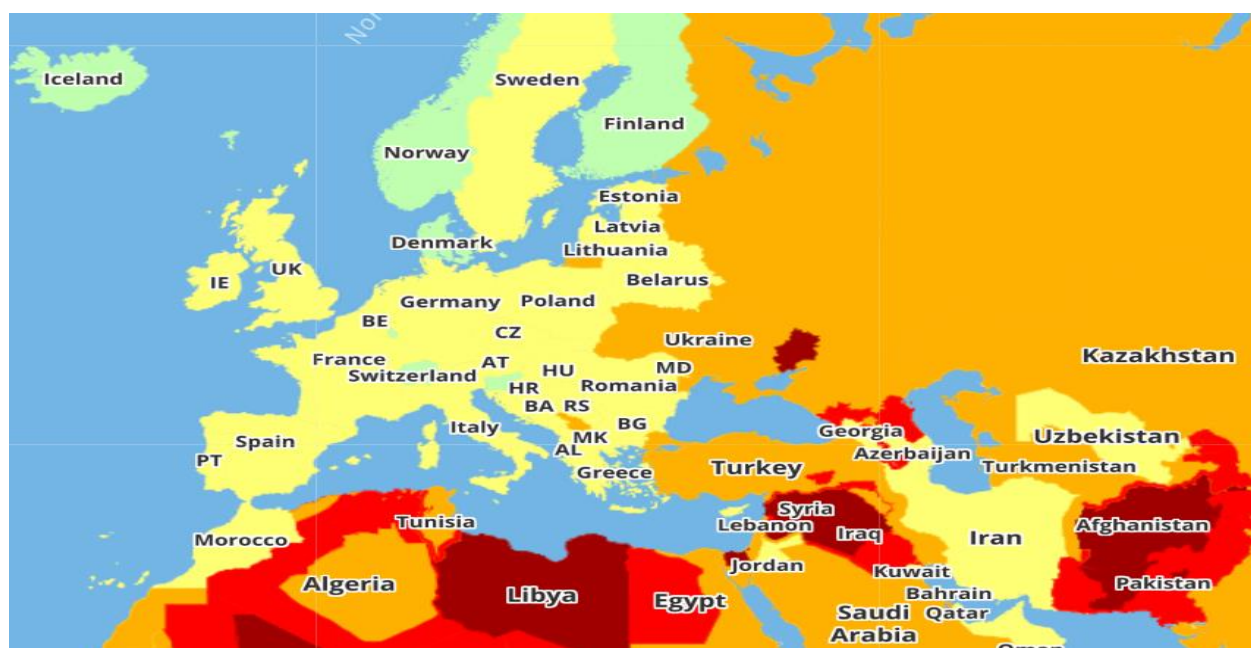 Nor
Iceland
Sweden
Finland
Norway
Estonia
Latvia
Denmark
Lithuania
IE
UK
Belarus
Germany
Poland
BE
CZ
Ukraine
France
AT
HU
MD
Kazakhstan
Switzerland
HR
Romania
BA
RS
Spain
Italy
BG
Georgia
Uzbekistan
PT
MK
AL
Azerbaijan
Greece
Turkey
Turkmenistan
Syria
Tunisia
Lebanon
Iraq
Afghanistan
Morocco
Iran
Jordan
Kuwait
Algeria
Libya
Egypt
Bahrain
Pakistan
Saudi
Arabia
Qatar